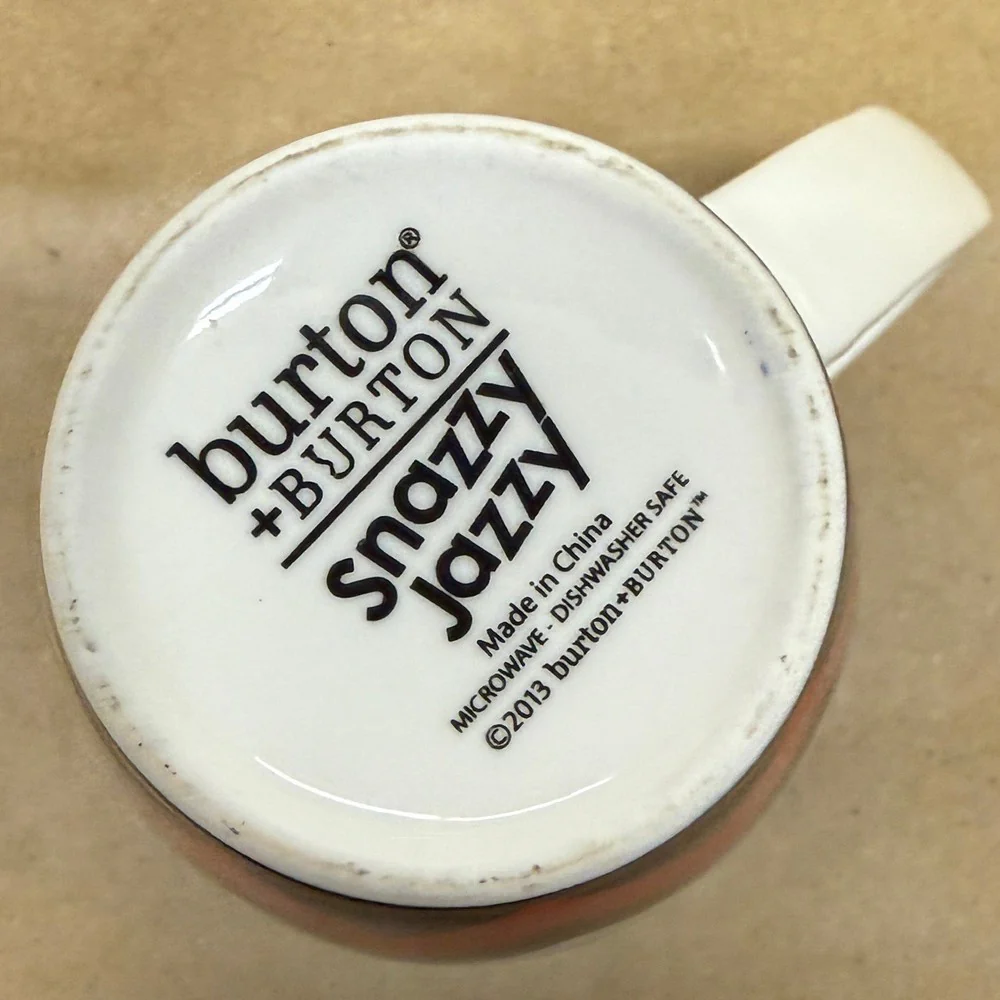 burton®
+BURTON
snazzy
jazzy
Made in China
MICROWAVE - DISHWASHER SAFE
©2013 burton+BURTON™